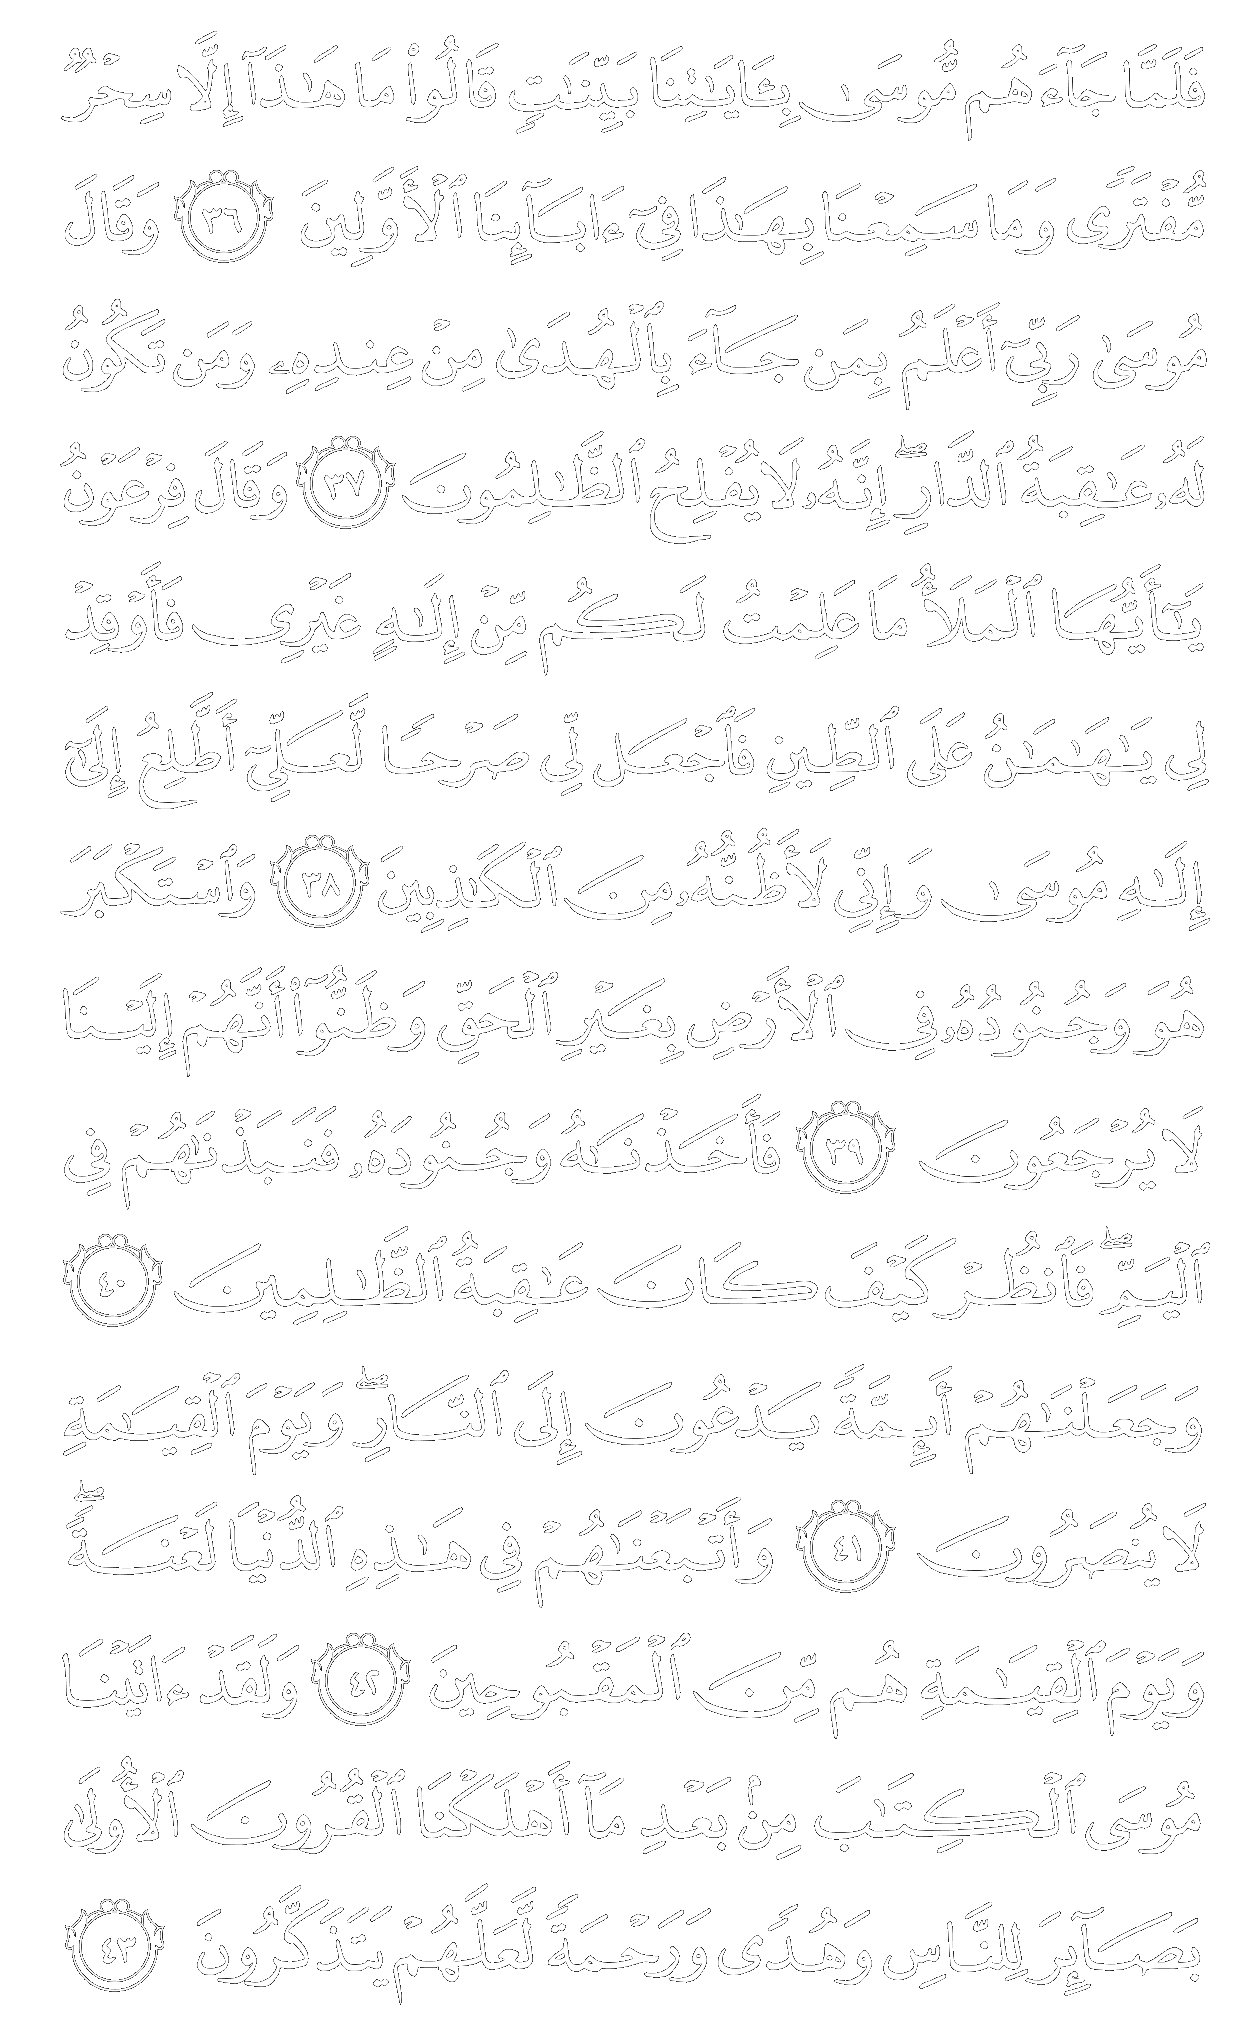 فَلَمَّا جَآءَهُم مُّوسَىٰ بِـَٔايَٰتِنَا بَيِّنَٰتٍ قَالُوا۟ مَا هَٰذَآ إِلَّا سِحْرٌ
مُّفْتَرًى وَمَا سَمِعْنَا بِهَٰذَا فِىٓ ءَابَآئِنَا ٱلْأَوَّلِينَ ٣٦ وَقَالَ
مُوسَىٰ رَبِّىٓ أَعْلَمُ بِمَن جَآءَ بِٱلْهُدَىٰ مِنْ عِندِهِۦ وَمَن تَكُونُ
لَهُۥ عَٰقِبَةُ ٱلدَّارِ ۖ إِنَّهُۥ لَا يُفْلِحُ ٱلظَّٰلِمُونَ ٣٧ وَقَالَ فِرْعَوْنُ
يَٰٓأَيُّهَا ٱلْمَلَأُ مَا عَلِمْتُ لَكُم مِّنْ إِلَٰهٍ غَيْرِى فَأَوْقِدْ
لِى يَٰهَٰمَٰنُ عَلَى ٱلطِّينِ فَٱجْعَل لِّى صَرْحًا لَّعَلِّىٓ أَطَّلِعُ إِلَىٰٓ
إِلَٰهِ مُوسَىٰ وَإِنِّى لَأَظُنُّهُۥ مِنَ ٱلْكَٰذِبِينَ ٣٨ وَٱسْتَكْبَرَ
هُوَ وَجُنُودُهُۥ فِى ٱلْأَرْضِ بِغَيْرِ ٱلْحَقِّ وَظَنُّوٓا۟ أَنَّهُمْ إِلَيْنَا
لَا يُرْجَعُونَ ٣٩ فَأَخَذْنَٰهُ وَجُنُودَهُۥ فَنَبَذْنَٰهُمْ فِى
ٱلْيَمِّ ۖ فَٱنظُرْ كَيْفَ كَانَ عَٰقِبَةُ ٱلظَّٰلِمِينَ ٤٠
وَجَعَلْنَٰهُمْ أَئِمَّةً يَدْعُونَ إِلَى ٱلنَّارِ ۖ وَيَوْمَ ٱلْقِيَٰمَةِ
لَا يُنصَرُونَ ٤١ وَأَتْبَعْنَٰهُمْ فِى هَٰذِهِ ٱلدُّنْيَا لَعْنَةً ۖ
وَيَوْمَ ٱلْقِيَٰمَةِ هُم مِّنَ ٱلْمَقْبُوحِينَ ٤٢ وَلَقَدْ ءَاتَيْنَا
مُوسَى ٱلْكِتَٰبَ مِنۢ بَعْدِ مَآ أَهْلَكْنَا ٱلْقُرُونَ ٱلْأُولَىٰ
بَصَآئِرَ لِلنَّاسِ وَهُدًى وَرَحْمَةً لَّعَلَّهُمْ يَتَذَكَّرُونَ ٤٣